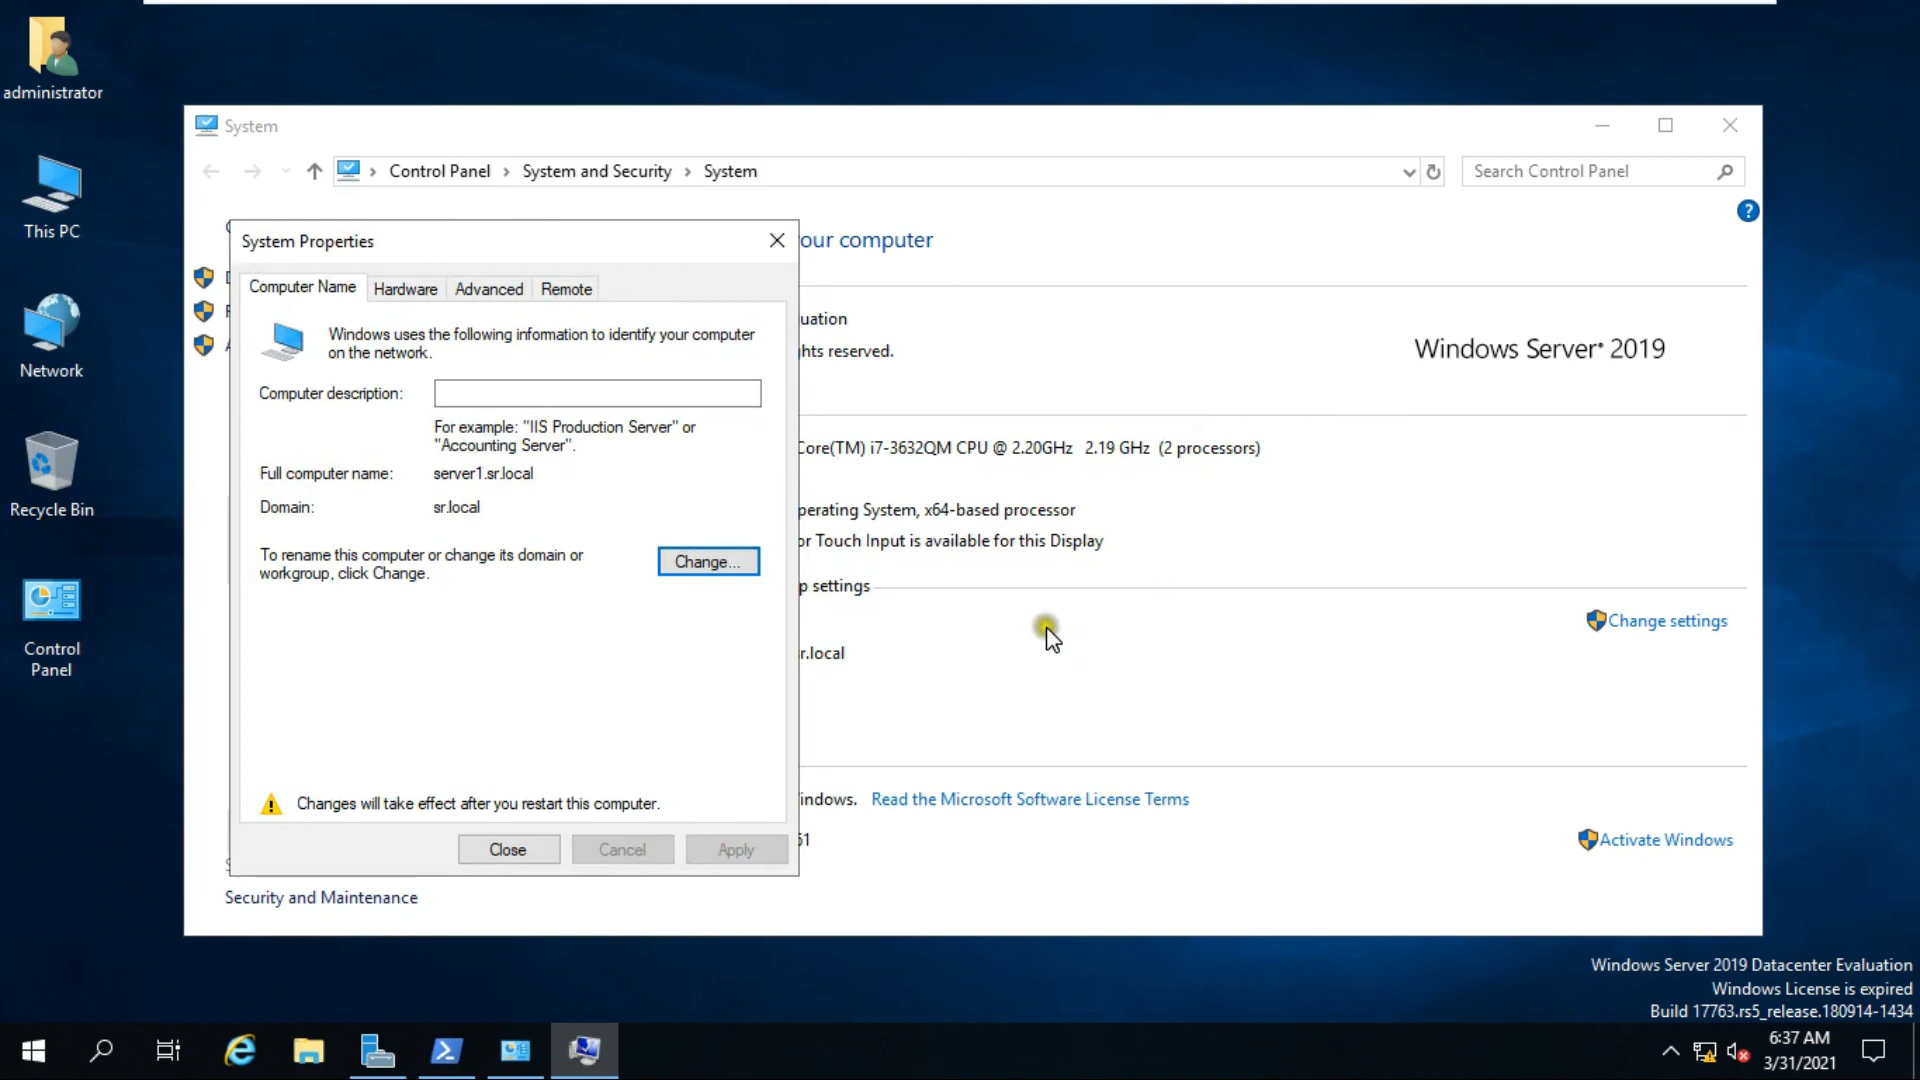 administrator
This PC
Network
Recycle Bin
Control
Panel
System
Control Panel
System and Security
System
Search Control Panel
our computer
uation
hts reserved.
Windows Server® 2019
Core(TM) i7-3632QM CPU @ 2.20GHz 2.19 GHz (2 processors)
perating System, x64-based processor
or Touch Input is available for this Display
p settings
Change settings
r.local
indows. Read the Microsoft Software License Terms
Activate Windows
Security and Maintenance
System Properties
Computer Name
Hardware
Advanced
Remote
Windows uses the following information to identify your computer
on the network.
Computer description:
For example: "IIS Production Server" or
"Accounting Server".
Full computer name: server1.sr.local
Domain: sr.local
To rename this computer or change its domain or
workgroup, click Change.
Change...
Changes will take effect after you restart this computer.
Close
Cancel
Apply
Windows Server 2019 Datacenter Evaluation
Windows License is expired
Build 17763.rs5_release.180914-1434
6:37 AM
3/31/2021